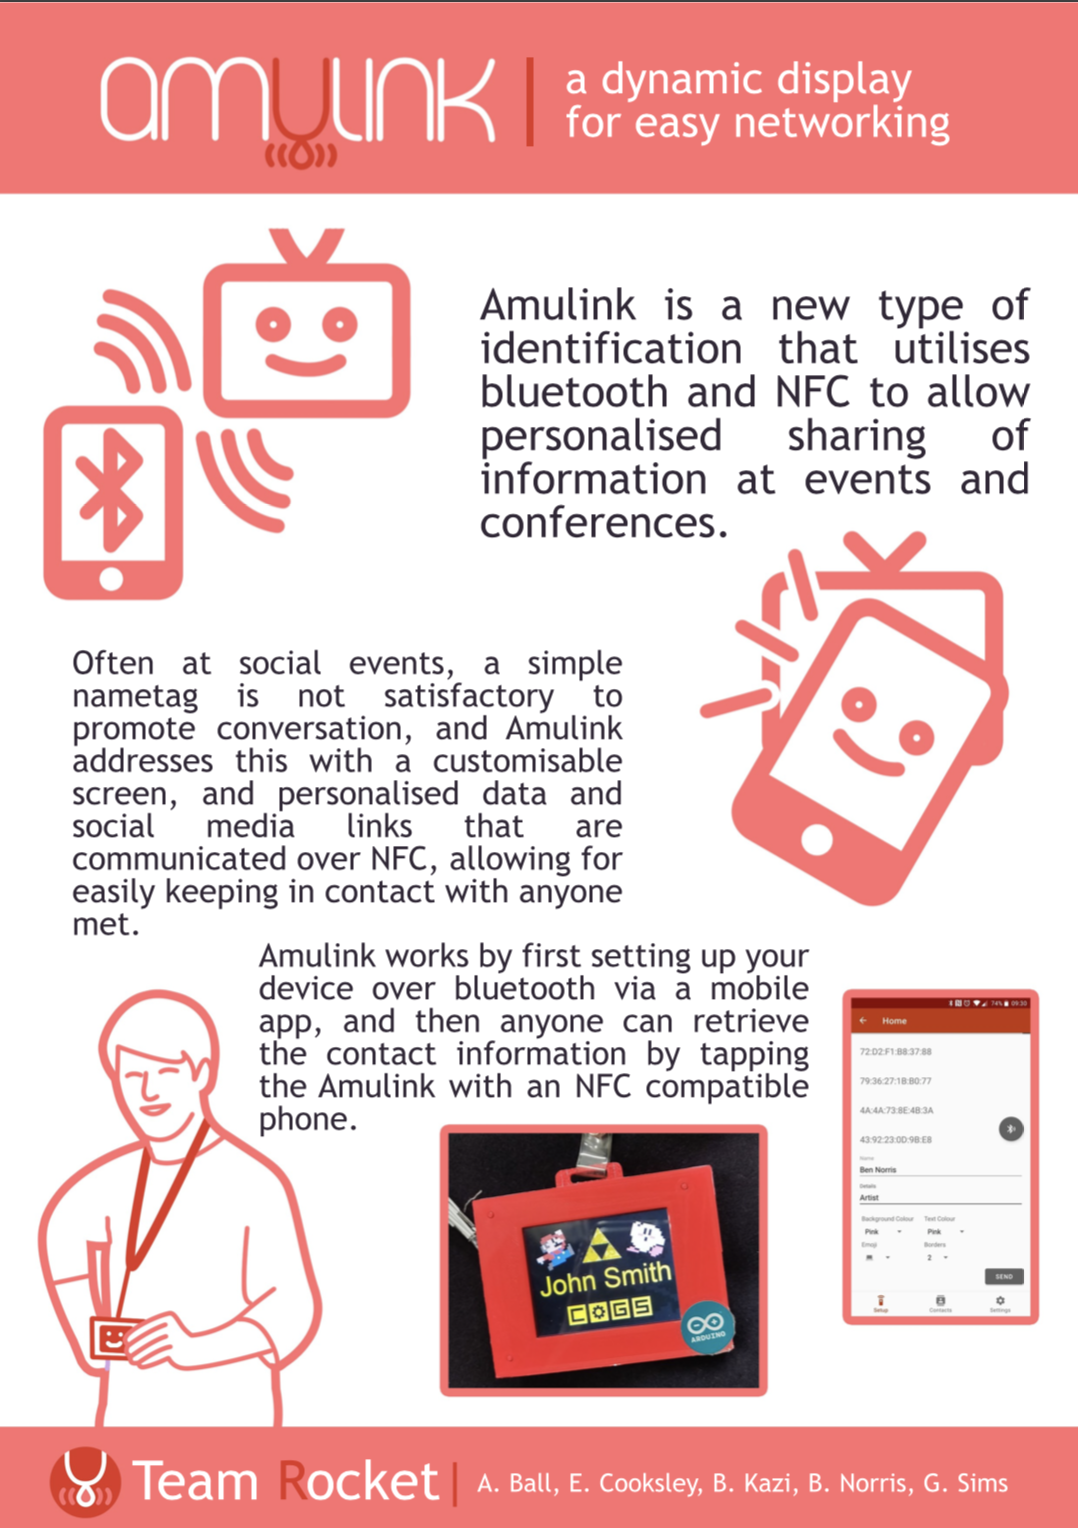 amulink
a dynamic display
for easy networking
Amulink is a new type of
identification that utilises
bluetooth and NFC to allow
personalised sharing of
information at events and
conferences.
Often at social events, a simple
nametag is not satisfactory to
promote conversation, and Amulink
addresses this with a customisable
screen, and personalised data and
social media links that are
communicated over NFC, allowing for
easily keeping in contact with anyone
met.
Amulink works by first setting up your
device over bluetooth via a mobile
app, and then anyone can retrieve
the contact information by tapping
the Amulink with an NFC compatible
phone.
John Smith
COGS
ARDUINO
74% 09:30
Home
72:D2:F1:B8:37:88
79:36:27:1B:B0:77
4A:4A:73:8E:4B:3A
43:92:23:0D:9B:E8
Name
Ben Norris
Details
Artist
Background Colour Text Colour
Pink Pink
Emoji Borders
2
SEND
Setup Contacts Settings
Team Rocket
A. Ball, E. Cooksley, B. Kazi, B. Norris, G. Sims